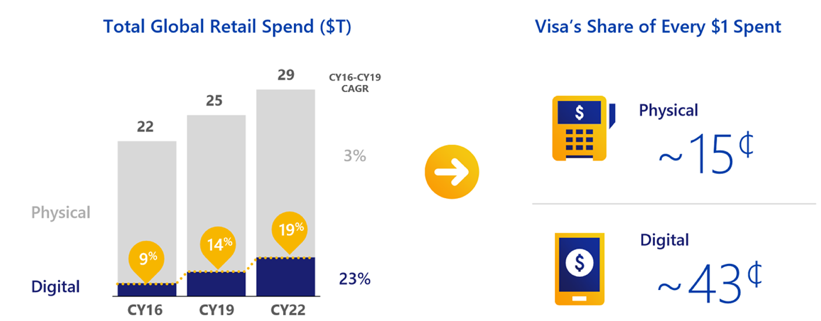 Total Global Retail Spend ($T)
Visa's Share of Every $1 Spent
29
CY16-CY19
CAGR
25
22
3%
Physical
9%
14%
19%
Digital
23%
CY16
CY19
CY22
$
Physical
~15¢
$
Digital
~43¢